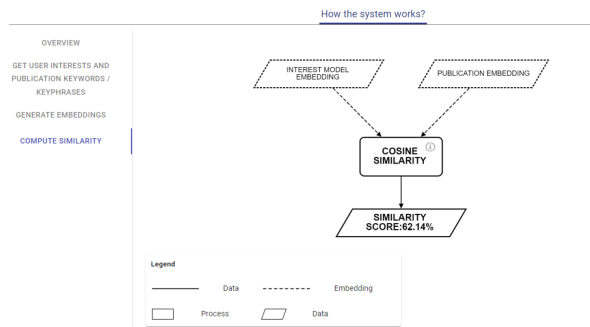 How the system works?
OVERVIEW
GET USER INTERESTS AND
PUBLICATION KEYWORDS /
KEYPHRASES
GENERATE EMBEDDINGS
COMPUTE SIMILARITY
INTEREST MODEL
EMBEDDING
PUBLICATION EMBEDDING
COSINE
SIMILARITY
SIMILARITY
SCORE:62.14%
Legend
Data
Embedding
Process
Data